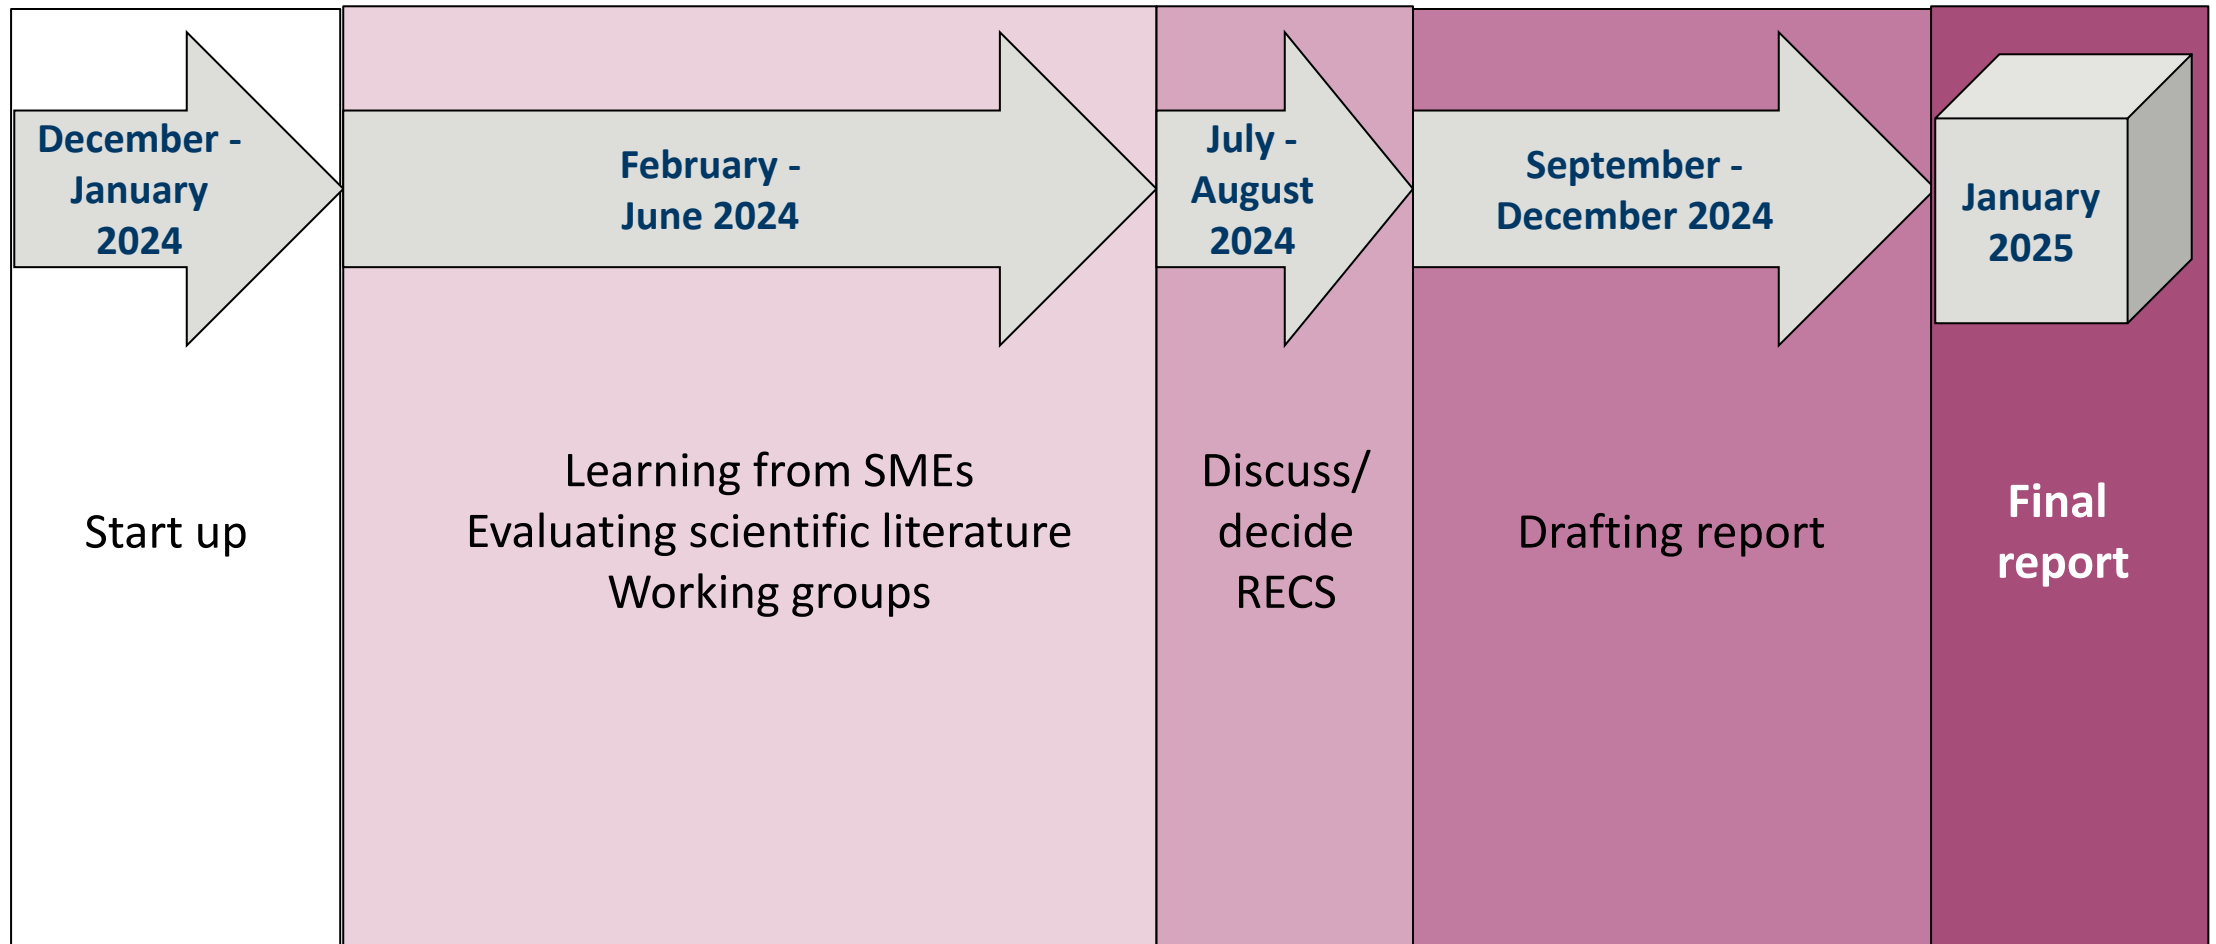 December -
January
2024
February -
June 2024
July -
August
2024
September -
December 2024
January
2025
Start up
Learning from SMEs
Evaluating scientific literature
Working groups
Discuss/
decide
RECS
Drafting report
Final
report